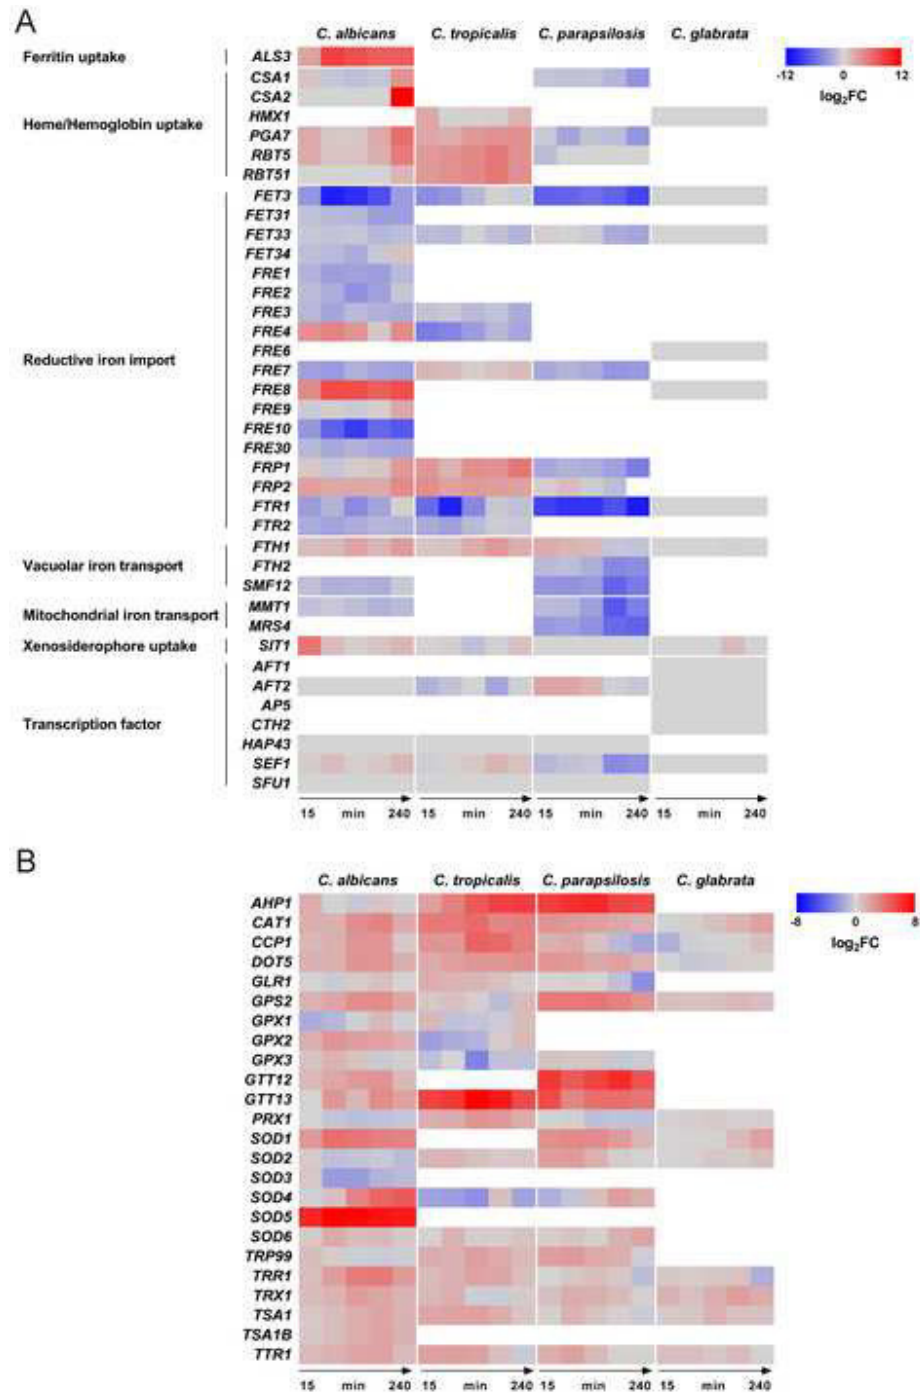 A
C. albicans C. tropicalis C. parapsilosis C. glabrata
-12 0 12
log2FC
Ferritin uptake
ALS3
Heme/Hemoglobin uptake
CSA1
CSA2
HMX1
PGA7
RBT5
RBT51
Reductive iron import
FET3
FET31
FET33
FET34
FRE1
FRE2
FRE3
FRE4
FRE6
FRE7
FRE8
FRE9
FRE10
FRE30
FRP1
FRP2
FTR1
FTR2
Vacuolar iron transport
FTH1
FTH2
SMF12
Mitochondrial iron transport
MMT1
MRS4
Xenosiderophore uptake
SIT1
Transcription factor
AFT1
AFT2
AP5
CTH2
HAP43
SEF1
SFU1
15 min 240 15 min 240 15 min 240 15 min 240
B
C. albicans C. tropicalis C. parapsilosis C. glabrata
-8 0 8
log2FC
AHP1
CAT1
CCP1
DOT5
GLR1
GPS2
GPX1
GPX2
GPX3
GTT12
GTT13
PRX1
SOD1
SOD2
SOD3
SOD4
SOD5
SOD6
TRP99
TRR1
TRX1
TSA1
TSA1B
TTR1
15 min 240 15 min 240 15 min 240 15 min 240